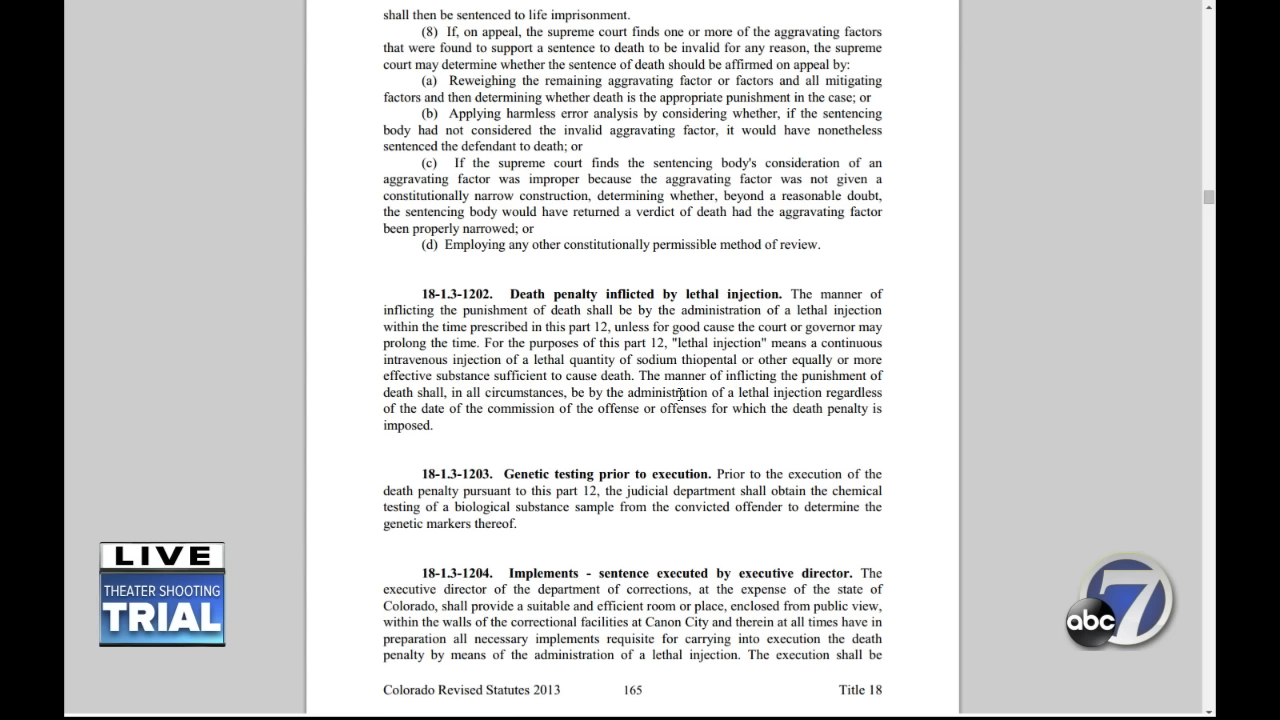 shall then be sentenced to life imprisonment.
(8) If, on appeal, the supreme court finds one or more of the aggravating factors
that were found to support a sentence to death to be invalid for any reason, the supreme
court may determine whether the sentence of death should be affirmed on appeal by:
(a) Reweighing the remaining aggravating factor or factors and all mitigating
factors and then determining whether death is the appropriate punishment in the case; or
(b) Applying harmless error analysis by considering whether, if the sentencing
body had not considered the invalid aggravating factor, it would have nonetheless
sentenced the defendant to death; or
(c) If the supreme court finds the sentencing body's consideration of an
aggravating factor was improper because the aggravating factor was not given a
constitutionally narrow construction, determining whether, beyond a reasonable doubt,
the sentencing body would have returned a verdict of death had the aggravating factor
been properly narrowed; or
(d) Employing any other constitutionally permissible method of review.
18-1.3-1202. Death penalty inflicted by lethal injection. The manner of
inflicting the punishment of death shall be by the administration of a lethal injection
within the time prescribed in this part 12, unless for good cause the court or governor may
prolong the time. For the purposes of this part 12, "lethal injection" means a continuous
intravenous injection of a lethal quantity of sodium thiopental or other equally or more
effective substance sufficient to cause death. The manner of inflicting the punishment of
death shall, in all circumstances, be by the administration of a lethal injection regardless
of the date of the commission of the offense or offenses for which the death penalty is
imposed.
18-1.3-1203. Genetic testing prior to execution. Prior to the execution of the
death penalty pursuant to this part 12, the judicial department shall obtain the chemical
testing of a biological substance sample from the convicted offender to determine the
genetic markers thereof.
18-1.3-1204. Implements - sentence executed by executive director. The
executive director of the department of corrections, at the expense of the state of
Colorado, shall provide a suitable and efficient room or place, enclosed from public view,
within the walls of the correctional facilities at Canon City and therein at all times have in
preparation all necessary implements requisite for carrying into execution the death
penalty by means of the administration of a lethal injection. The execution shall be
Colorado Revised Statutes 2013 165 Title 18
LIVE
THEATER SHOOTING
TRIAL
abc 7